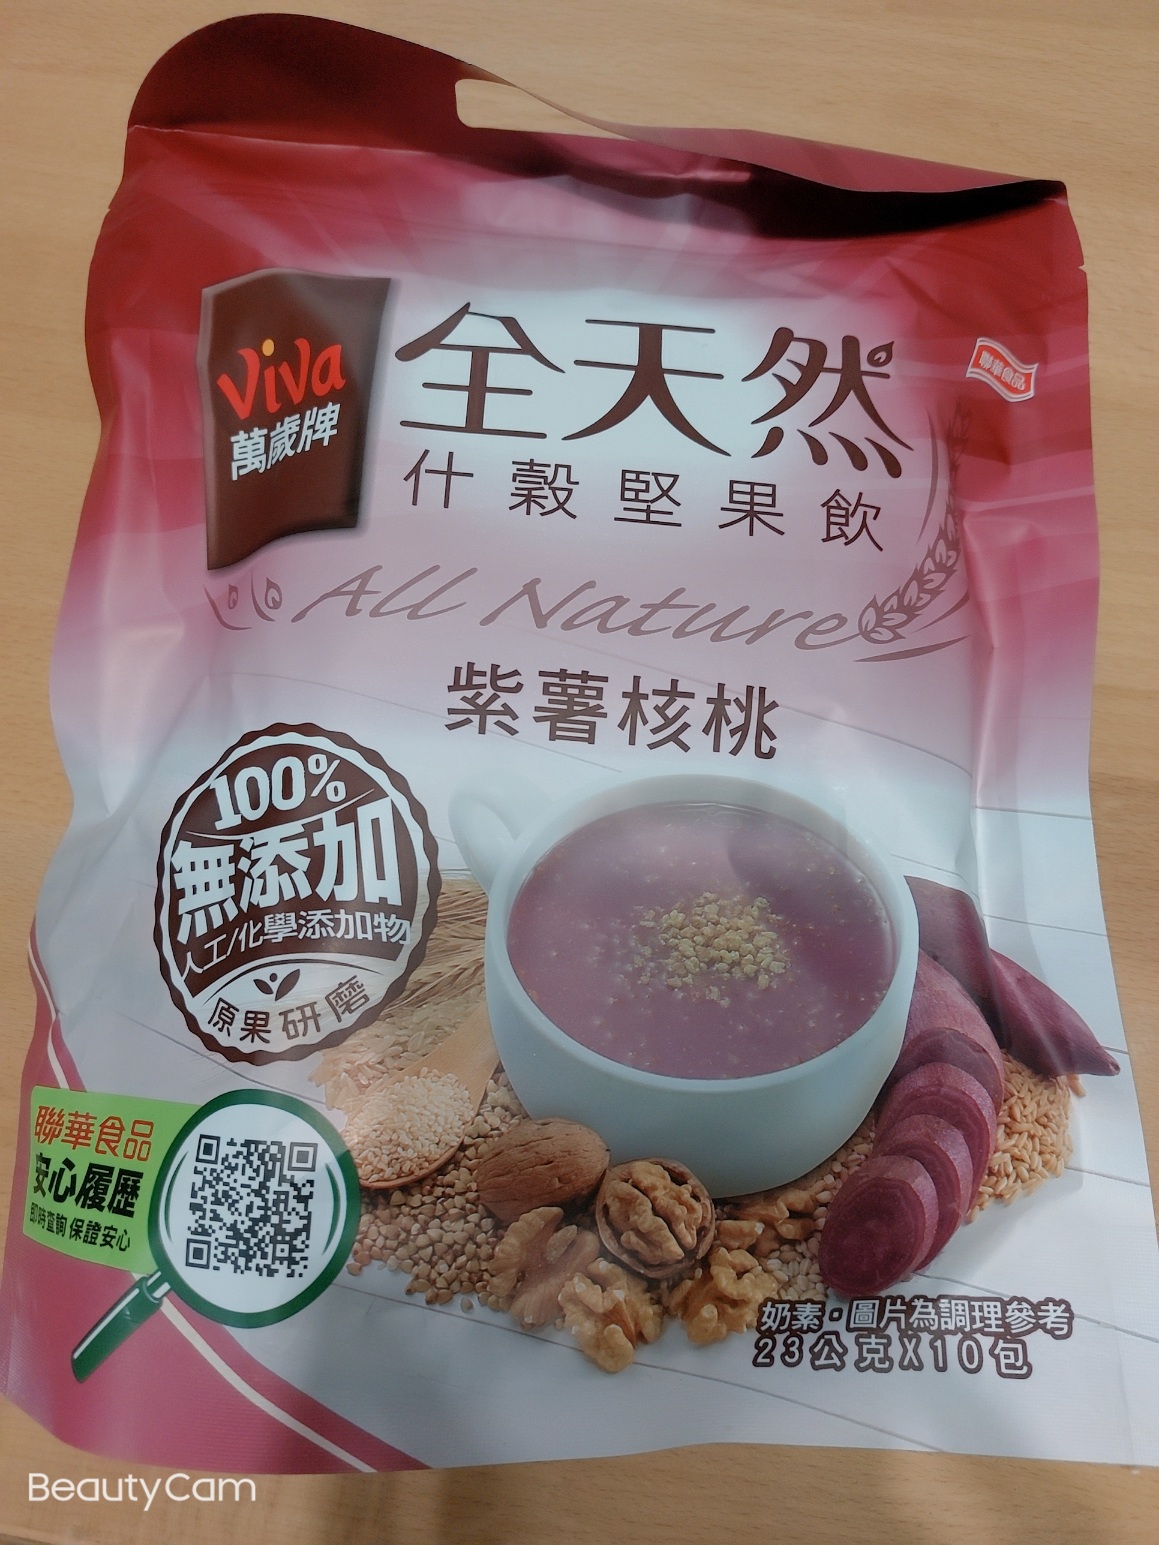 Viva
萬歲牌
全天然
聯華食品
什穀堅果飲
All Nature
紫薯核桃
100%
無添加
人工/化學添加物
原果研磨
聯華食品
安心履歷
即時查詢 保證安心
奶素。圖片為調理參考
23公克X10包
BeautyCam